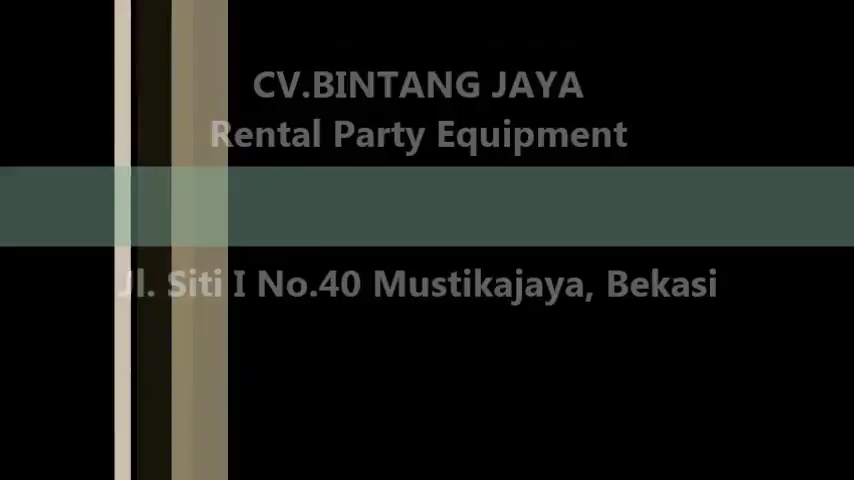 CV.BINTANG JAYA
Rental Party Equipment
Jl. Siti I No.40 Mustikajaya, Bekasi